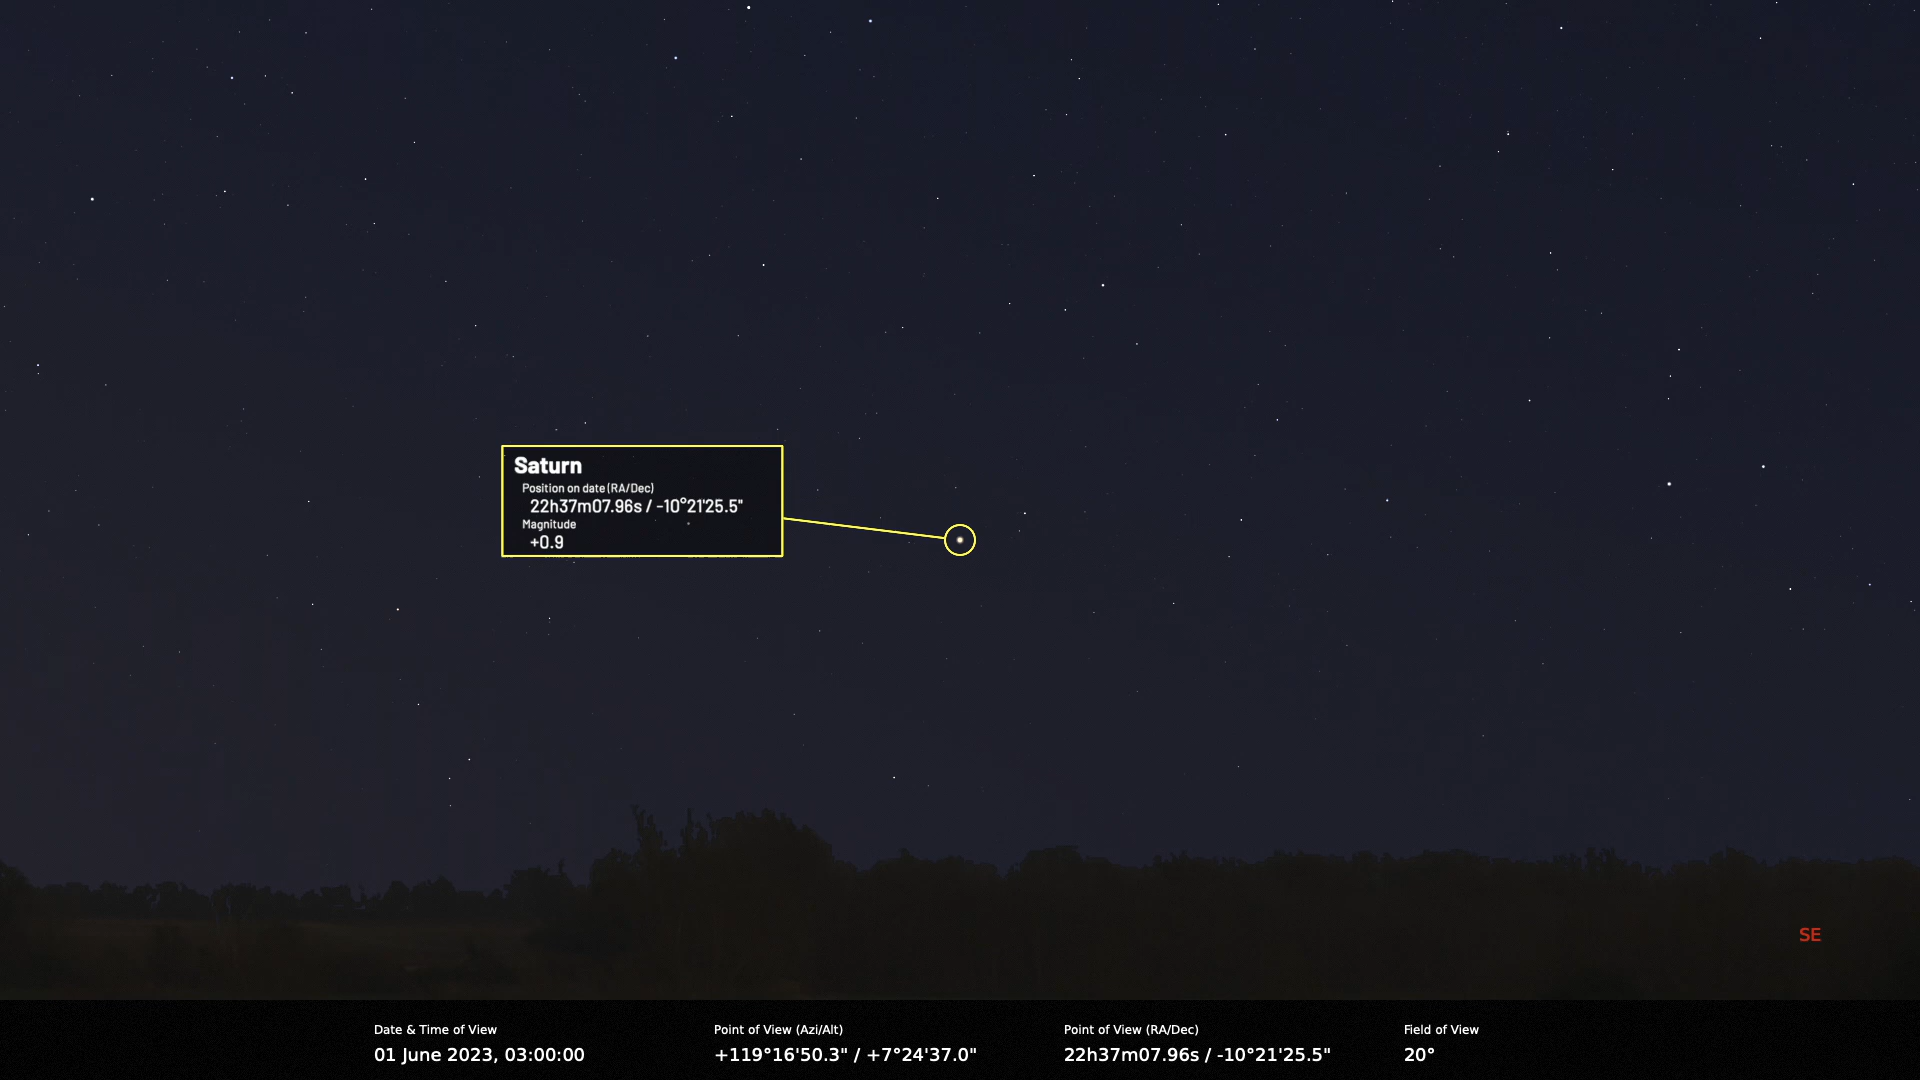 Saturn
Position on date (RA/Dec)
22h37m07.96s / -10°21'25.5"
Magnitude
+0.9
SE
Date & Time of View
01 June 2023, 03:00:00
Point of View (Azi/Alt)
+119°16'50.3" / +7°24'37.0"
Point of View (RA/Dec)
22h37m07.96s / -10°21'25.5"
Field of View
20°